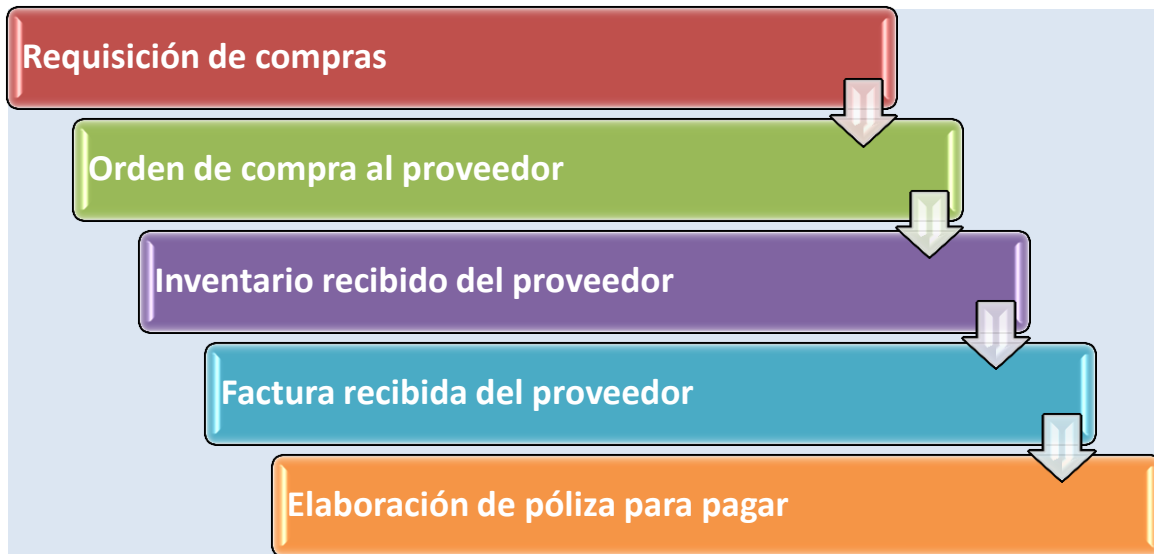 Requisición de compras
Orden de compra al proveedor
Inventario recibido del proveedor
Factura recibida del proveedor
Elaboración de póliza para pagar